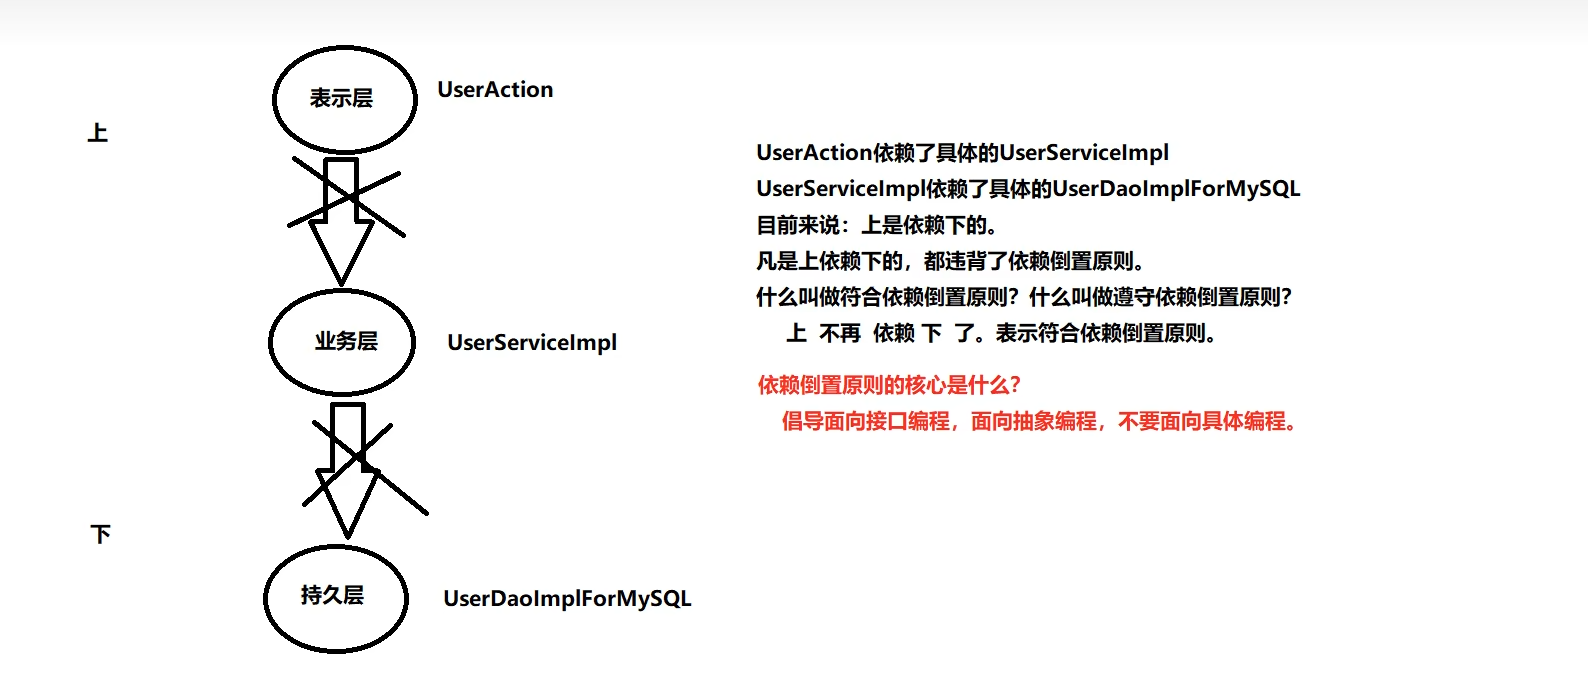 表示层
UserAction
上
UserAction依赖了具体的UserServiceImpl
UserServiceImpl依赖了具体的UserDaoImplForMySQL
目前来说：上是依赖下的。
凡是上依赖下的，都违背了依赖倒置原则。
什么叫做符合依赖倒置原则？什么叫做遵守依赖倒置原则？
上 不再 依赖 下 了。表示符合依赖倒置原则。
业务层
UserServiceImpl
依赖倒置原则的核心是什么？
倡导面向接口编程，面向抽象编程，不要面向具体编程。
下
持久层
UserDaoImplForMySQL